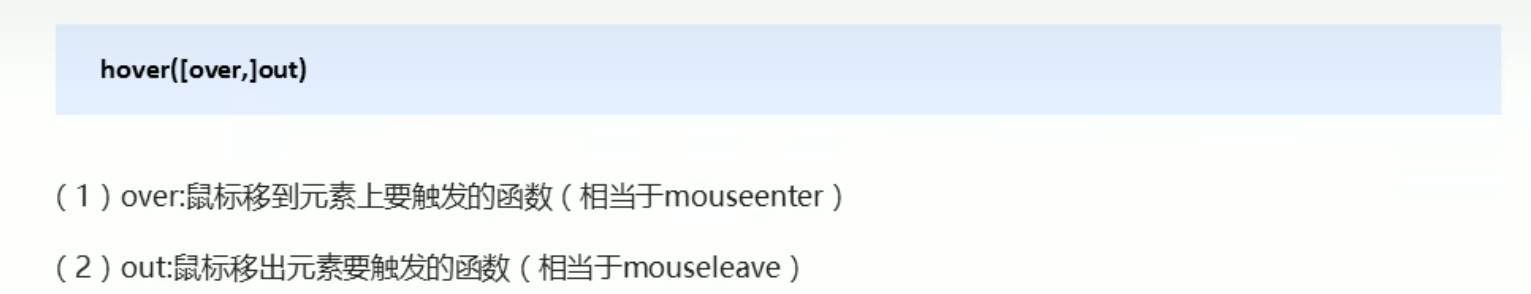 hover([over,]out)
（1）over:鼠标移到元素上要触发的函数（相当于mouseenter）
（2）out:鼠标移出元素要触发的函数（相当于mouseleave）